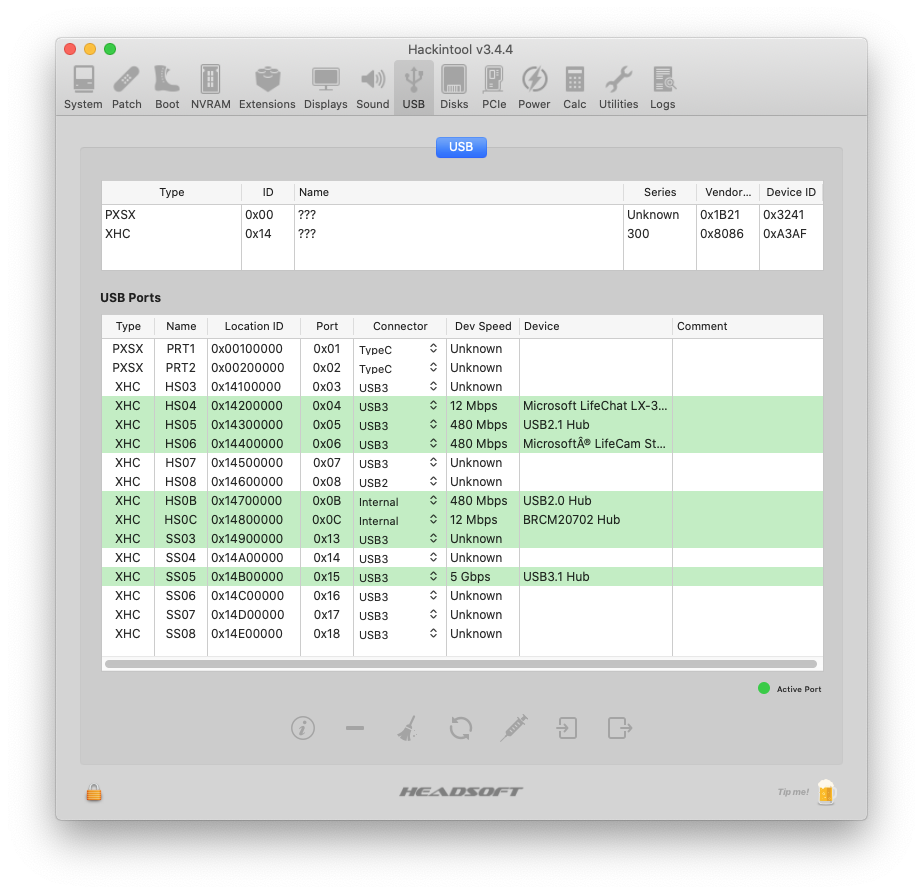 Hackintool v3.4.4
System Patch Boot NVRAM Extensions Displays Sound USB Disks PCIe Power Calc Utilities Logs
USB
Type ID Name Series Vendor... Device ID
PXSX 0x00 ??? Unknown 0x1B21 0x3241
XHC 0x14 ??? 300 0x8086 0xA3AF
USB Ports
Type Name Location ID Port Connector Dev Speed Device Comment
PXSX PRT1 0x00100000 0x01 TypeC Unknown
PXSX PRT2 0x00200000 0x02 TypeC Unknown
XHC HS03 0x14100000 0x03 USB3 Unknown
XHC HS04 0x14200000 0x04 USB3 12 Mbps Microsoft LifeChat LX-3...
XHC HS05 0x14300000 0x05 USB3 480 Mbps USB2.1 Hub
XHC HS06 0x14400000 0x06 USB3 480 Mbps MicrosoftÂ® LifeCam St...
XHC HS07 0x14500000 0x07 USB3 Unknown
XHC HS08 0x14600000 0x08 USB2 Unknown
XHC HS0B 0x14700000 0x0B Internal 480 Mbps USB2.0 Hub
XHC HS0C 0x14800000 0x0C Internal 12 Mbps BRCM20702 Hub
XHC SS03 0x14900000 0x13 USB3 Unknown
XHC SS04 0x14A00000 0x14 USB3 Unknown
XHC SS05 0x14B00000 0x15 USB3 5 Gbps USB3.1 Hub
XHC SS06 0x14C00000 0x16 USB3 Unknown
XHC SS07 0x14D00000 0x17 USB3 Unknown
XHC SS08 0x14E00000 0x18 USB3 Unknown
Active Port
HEADSOFT
Tip me!